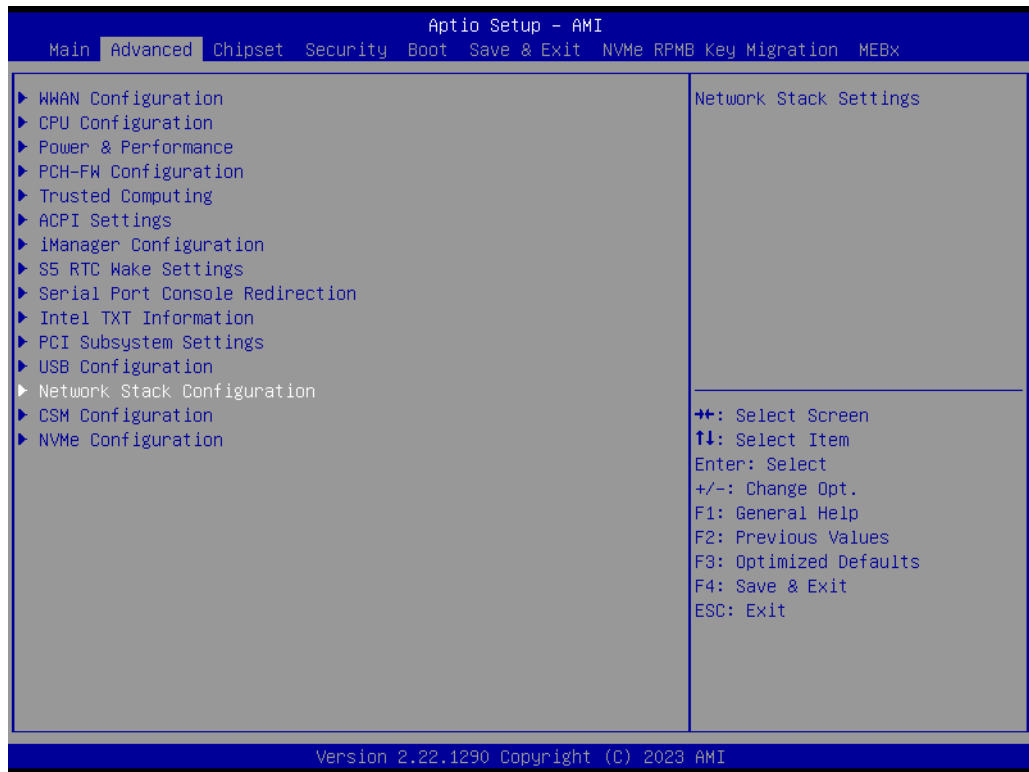 Aptio Setup – AMI
Main Advanced Chipset Security Boot Save & Exit NVMe RPMB Key Migration MEBx
▶ WWAN Configuration
▶ CPU Configuration
▶ Power & Performance
▶ PCH-FW Configuration
▶ Trusted Computing
▶ ACPI Settings
▶ iManager Configuration
▶ S5 RTC Wake Settings
▶ Serial Port Console Redirection
▶ Intel TXT Information
▶ PCI Subsystem Settings
▶ USB Configuration
▶ Network Stack Configuration
▶ CSM Configuration
▶ NVMe Configuration
Network Stack Settings
→←: Select Screen
↑↓: Select Item
Enter: Select
+/-: Change Opt.
F1: General Help
F2: Previous Values
F3: Optimized Defaults
F4: Save & Exit
ESC: Exit
Version 2.22.1290 Copyright (C) 2023 AMI